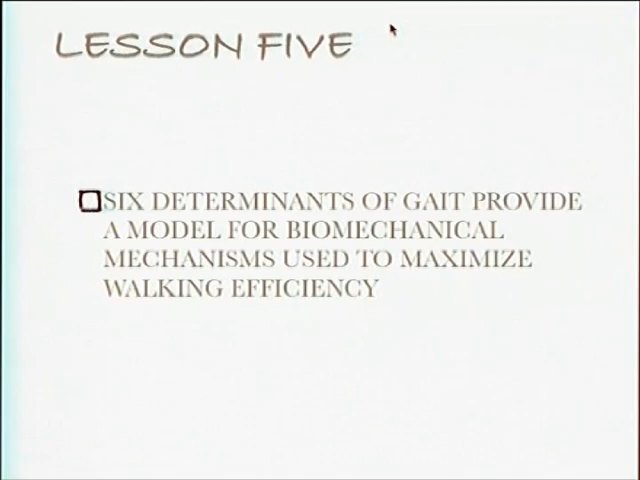 LESSON FIVE
SIX DETERMINANTS OF GAIT PROVIDE
A MODEL FOR BIOMECHANICAL
MECHANISMS USED TO MAXIMIZE
WALKING EFFICIENCY